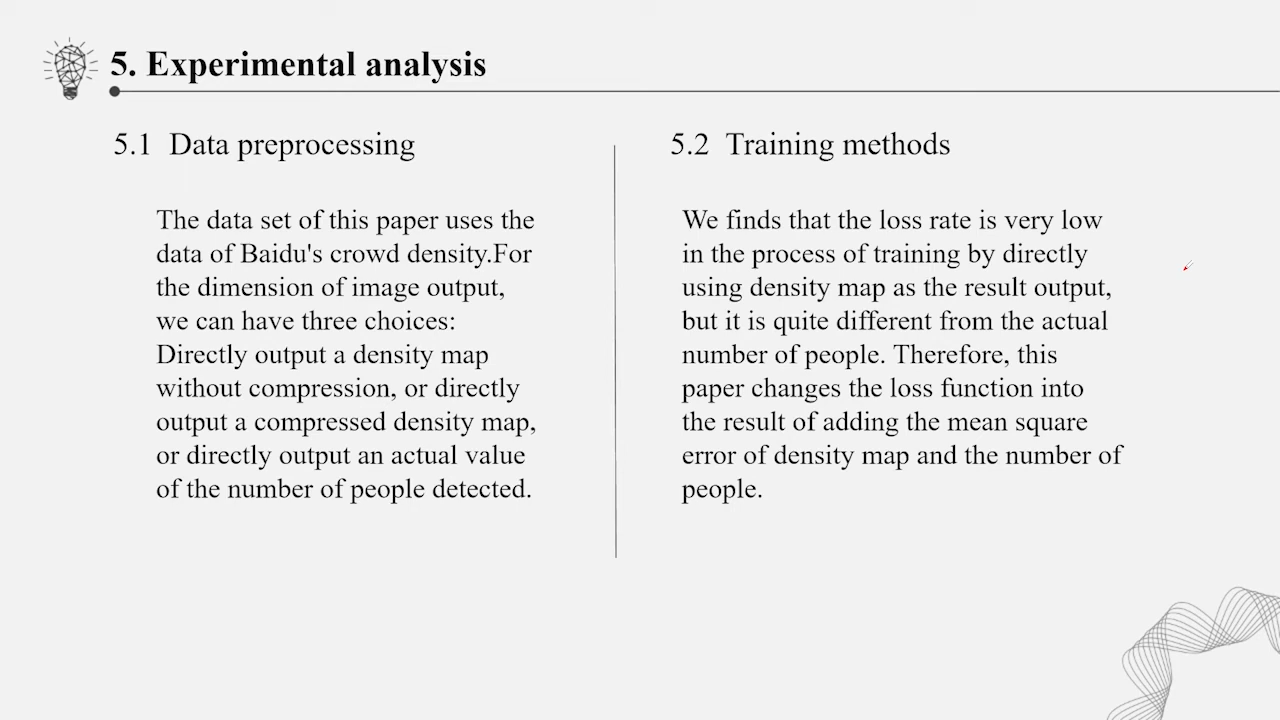 5. Experimental analysis
5.1 Data preprocessing
The data set of this paper uses the
data of Baidu's crowd density.For
the dimension of image output,
we can have three choices:
Directly output a density map
without compression, or directly
output a compressed density map,
or directly output an actual value
of the number of people detected.
5.2 Training methods
We finds that the loss rate is very low
in the process of training by directly
using density map as the result output,
but it is quite different from the actual
number of people. Therefore, this
paper changes the loss function into
the result of adding the mean square
error of density map and the number of
people.